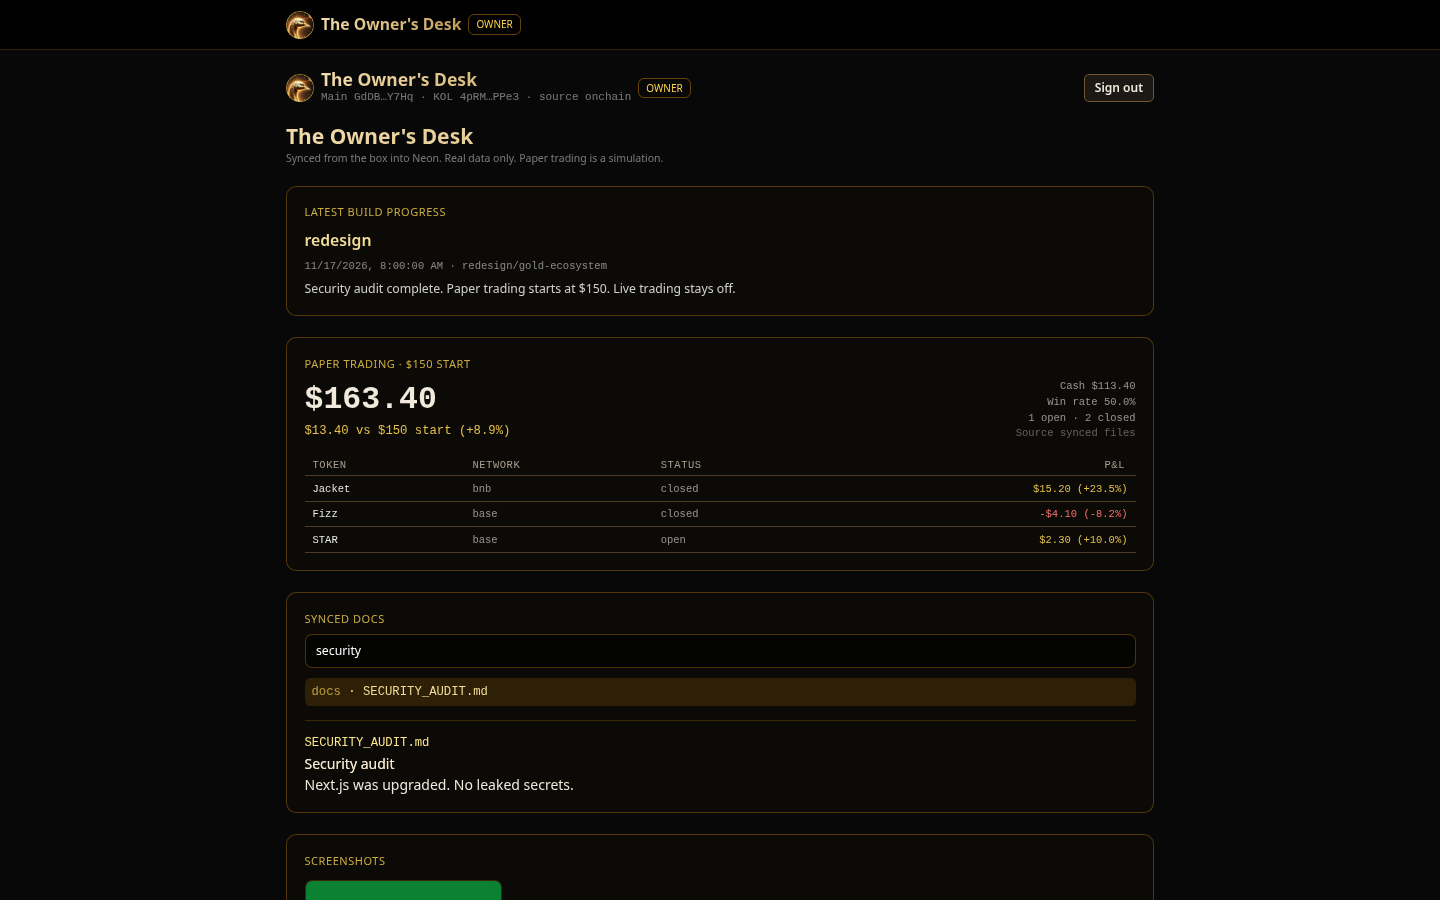 The Owner's Desk OWNER
The Owner's Desk
Main GdDB…Y7Hq · KOL 4pRM…PPe3 · source onchain OWNER
Sign out
The Owner's Desk
Synced from the box into Neon. Real data only. Paper trading is a simulation.
LATEST BUILD PROGRESS
redesign
11/17/2026, 8:00:00 AM · redesign/gold-ecosystem
Security audit complete. Paper trading starts at $150. Live trading stays off.
PAPER TRADING · $150 START
$163.40
$13.40 vs $150 start (+8.9%)
Cash $113.40
Win rate 50.0%
1 open · 2 closed
Source synced files
TOKEN NETWORK STATUS P&L
Jacket bnb closed $15.20 (+23.5%)
Fizz base closed -$4.10 (-8.2%)
STAR base open $2.30 (+10.0%)
SYNCED DOCS
security
docs · SECURITY_AUDIT.md
SECURITY_AUDIT.md
Security audit
Next.js was upgraded. No leaked secrets.
SCREENSHOTS